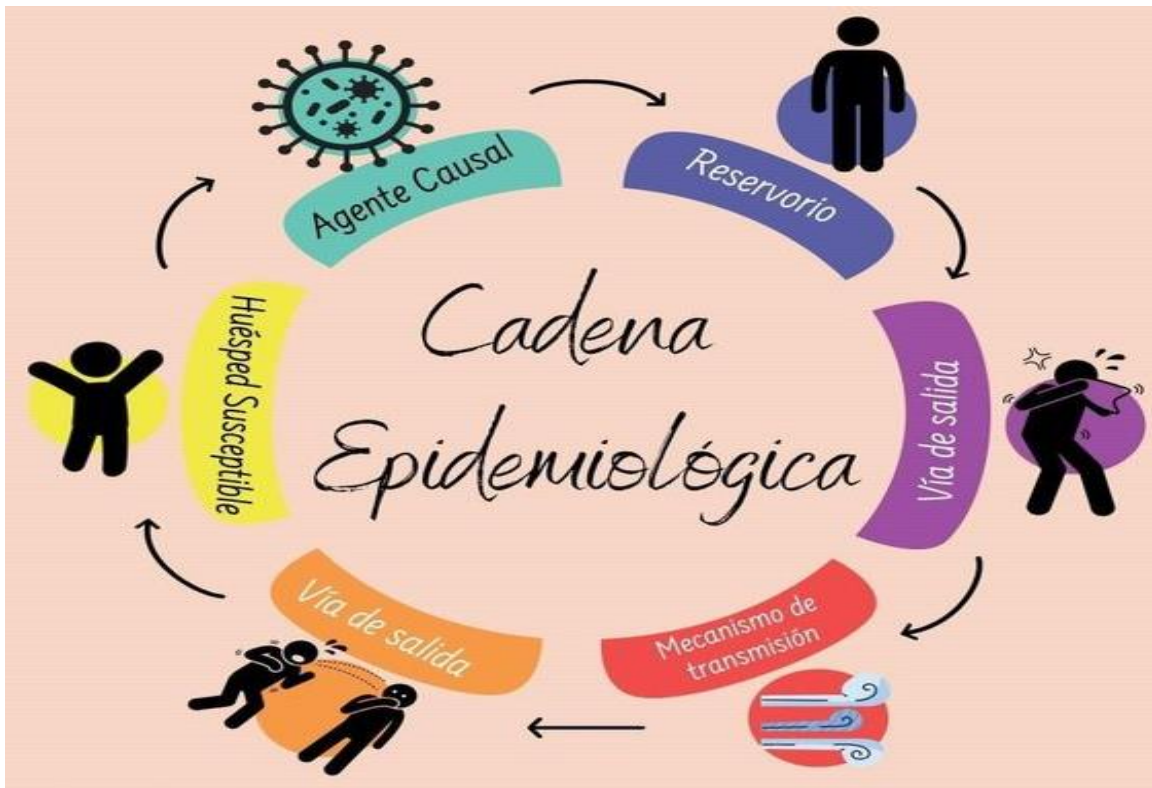 Cadena
Epidemiológica
Agente Causal
Reservorio
Vía de salida
Mecanismo de
transmisión
Vía de salida
Huésped Susceptible